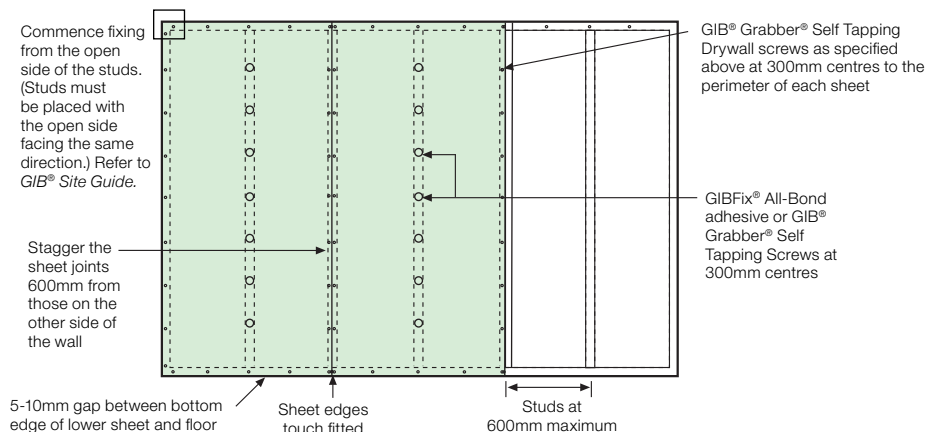 Commence fixing
from the open
side of the studs.
(Studs must
be placed with
the open side
facing the same
direction.) Refer to
GIB® Site Guide.
Stagger the
sheet joints
600mm from
those on the
other side of
the wall
5-10mm gap between bottom
edge of lower sheet and floor
Sheet edges
touch fitted
Studs at
600mm maximum
GIB® Grabber® Self Tapping
Drywall screws as specified
above at 300mm centres to the
perimeter of each sheet
GIBFix® All-Bond
adhesive or GIB®
Grabber® Self
Tapping Screws at
300mm centres